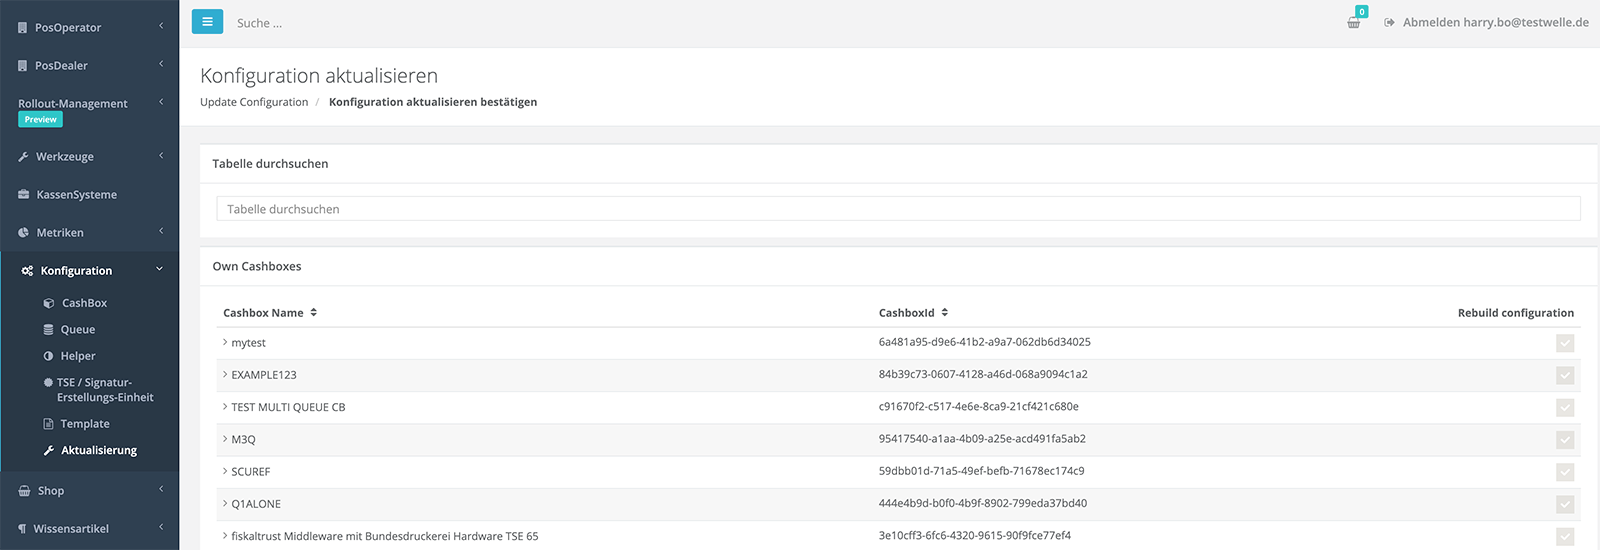 PosOperator
PosDealer
Rollout-Management
Preview
Werkzeuge
KassenSysteme
Metriken
Konfiguration
CashBox
Queue
Helper
TSE / Signatur-
Erstellungs-Einheit
Template
Aktualisierung
Shop
Wissensartikel
Suche ...
0
Abmelden harry.bo@testwelle.de
Konfiguration aktualisieren
Update Configuration / Konfiguration aktualisieren bestätigen
Tabelle durchsuchen
Tabelle durchsuchen
Own Cashboxes
Cashbox Name CashboxId Rebuild configuration
mytest 6a481a95-d9e6-41b2-a9a7-062db6d34025
EXAMPLE123 84b39c73-0607-4128-a46d-068a9094c1a2
TEST MULTI QUEUE CB c91670f2-c517-4e6e-8ca9-21cf421c680e
M3Q 95417540-a1aa-4b09-a25e-acd491fa5ab2
SCUREF 59dbb01d-71a5-49ef-befb-71678ec174c9
Q1ALONE 444e4b9d-b0f0-4b9f-8902-799eda37bd40
fiskaltrust Middleware mit Bundesdruckerei Hardware TSE 65 3e10cff3-6fc6-4320-9615-90f9fce77ef4